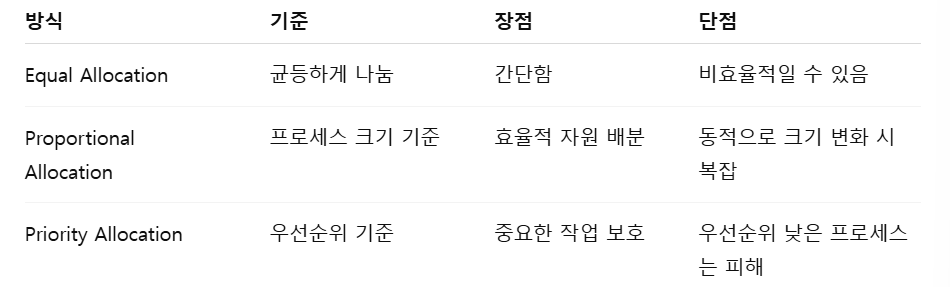 방식 기준 장점 단점
Equal Allocation 균등하게 나눔 간단함 비효율적일 수 있음
Proportional 프로세스 크기 기준 효율적 자원 배분 동적으로 크기 변화 시
Allocation 복잡
Priority Allocation 우선순위 기준 중요한 작업 보호 우선순위 낮은 프로세스
는 피해